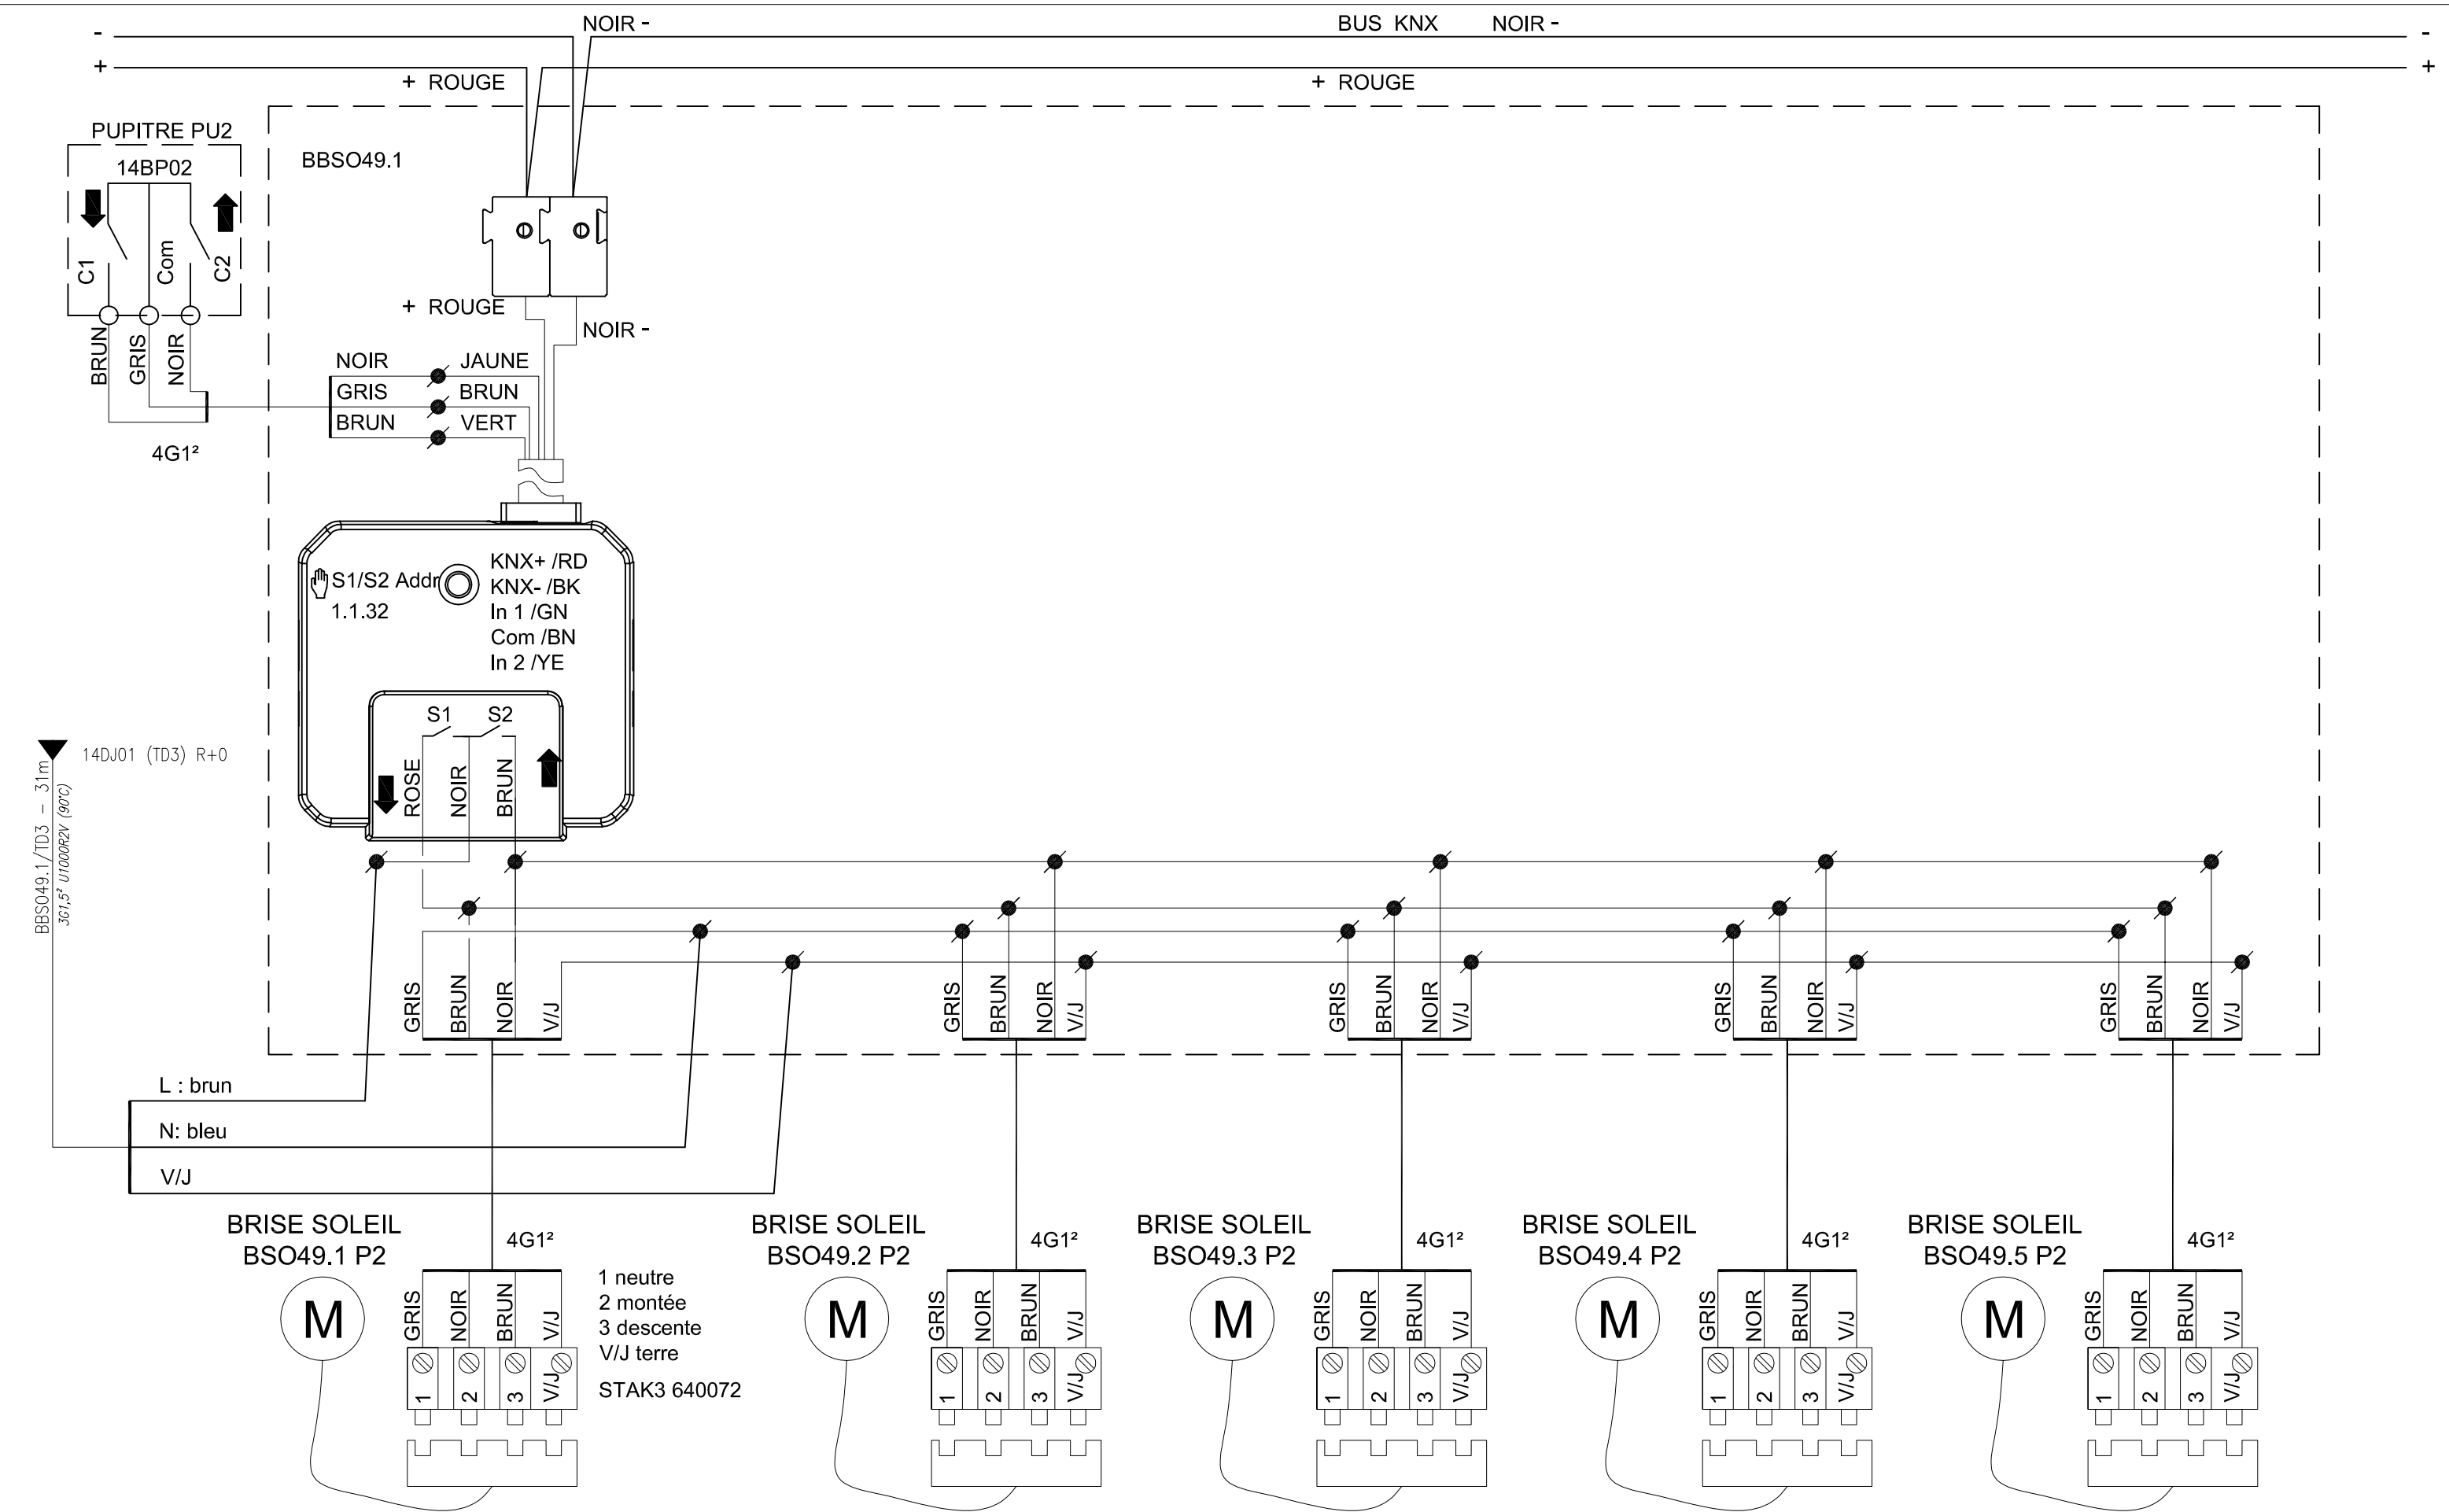 NOIR -
BUS KNX NOIR -
-
-
+
+
+ ROUGE
+ ROUGE
PUPITRE PU2
14BP02
C1
Com
C2
BRUN
GRIS
NOIR
4G1²
BBSO49.1
+ ROUGE
NOIR -
NOIR JAUNE
GRIS BRUN
BRUN VERT
S1/S2 Addr
1.1.32
KNX+ /RD
KNX- /BK
In 1 /GN
Com /BN
In 2 /YE
S1 S2
ROSE
NOIR
BRUN
14DJ01 (TD3) R+0
BBSO49.1/TD3 - 31m
3G1,5² U1000R2V (90°C)
GRIS
BRUN
NOIR
V/J
GRIS
BRUN
NOIR
V/J
GRIS
BRUN
NOIR
V/J
GRIS
BRUN
NOIR
V/J
GRIS
BRUN
NOIR
V/J
L : brun
N: bleu
V/J
BRISE SOLEIL
BSO49.1 P2
4G1²
M
GRIS
NOIR
BRUN
V/J
1
2
3
V/J
1 neutre
2 montée
3 descente
V/J terre
STAK3 640072
BRISE SOLEIL
BSO49.2 P2
4G1²
M
GRIS
NOIR
BRUN
V/J
1
2
3
V/J
BRISE SOLEIL
BSO49.3 P2
4G1²
M
GRIS
NOIR
BRUN
V/J
1
2
3
V/J
BRISE SOLEIL
BSO49.4 P2
4G1²
M
GRIS
NOIR
BRUN
V/J
1
2
3
V/J
BRISE SOLEIL
BSO49.5 P2
4G1²
M
GRIS
NOIR
BRUN
V/J
1
2
3
V/J